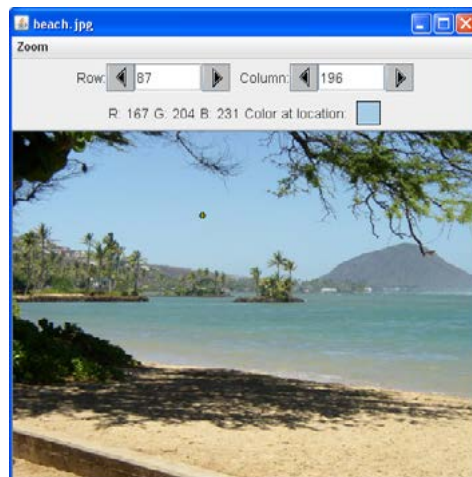 beach.jpg
Zoom
Row: 87 Column: 196
R: 167 G: 204 B: 231 Color at location: